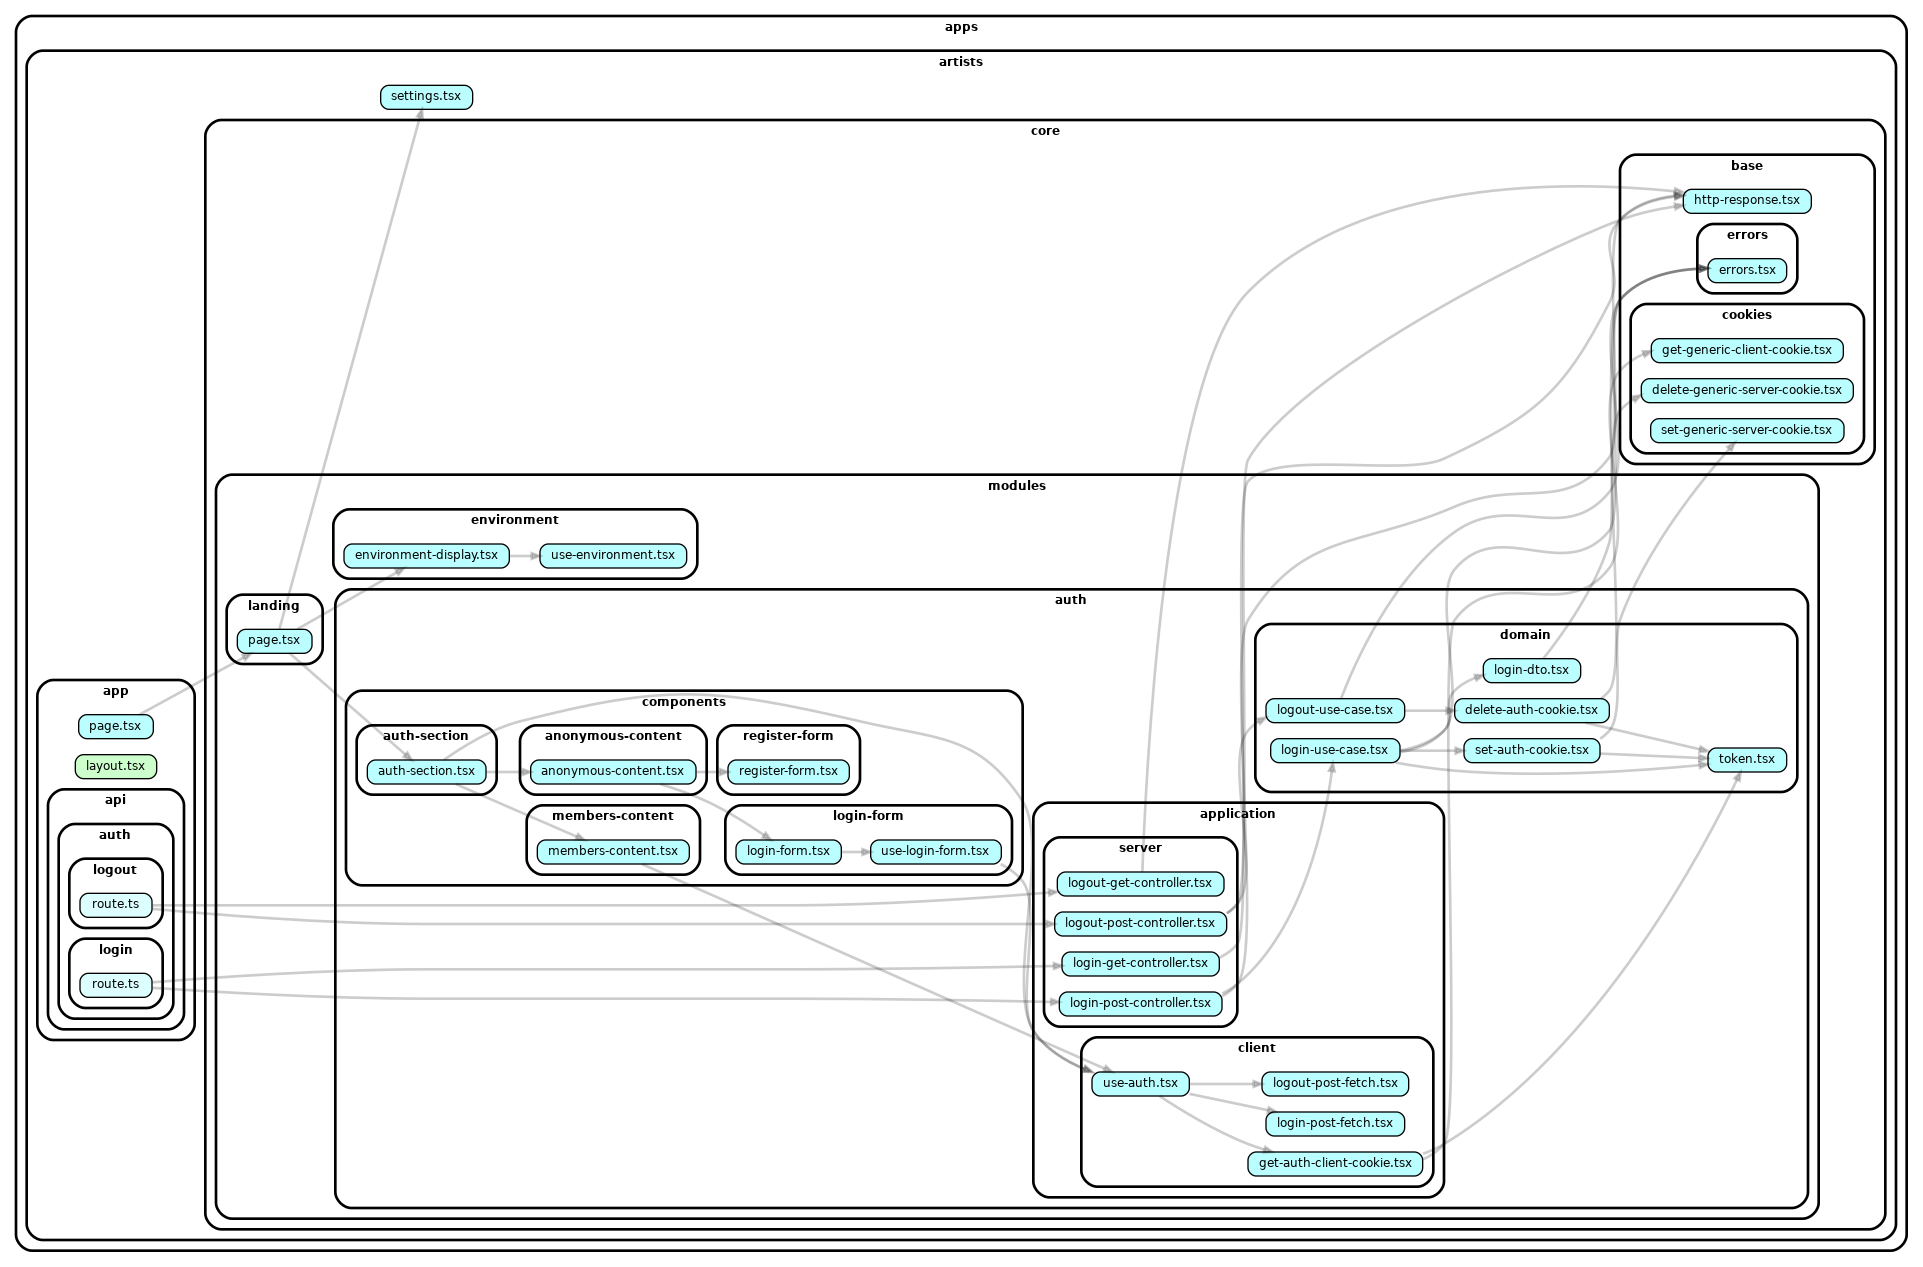 apps
artists
settings.tsx
core
base
http-response.tsx
errors
errors.tsx
cookies
get-generic-client-cookie.tsx
delete-generic-server-cookie.tsx
set-generic-server-cookie.tsx
modules
environment
environment-display.tsx
use-environment.tsx
landing
page.tsx
auth
domain
login-dto.tsx
logout-use-case.tsx
delete-auth-cookie.tsx
login-use-case.tsx
set-auth-cookie.tsx
token.tsx
components
auth-section
auth-section.tsx
anonymous-content
anonymous-content.tsx
register-form
register-form.tsx
members-content
members-content.tsx
login-form
login-form.tsx
use-login-form.tsx
app
page.tsx
layout.tsx
api
auth
logout
route.ts
login
route.ts
application
server
logout-get-controller.tsx
logout-post-controller.tsx
login-get-controller.tsx
login-post-controller.tsx
client
use-auth.tsx
logout-post-fetch.tsx
login-post-fetch.tsx
get-auth-client-cookie.tsx